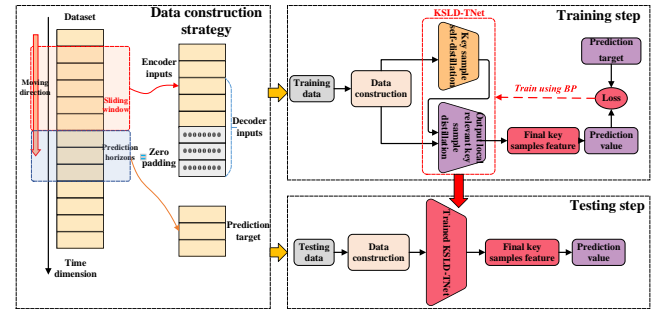 Dataset
Data construction
strategy
Moving
direction
Sliding
window
Prediction
horizons
Encoder
inputs
Decoder
inputs
Zero
padding
Prediction
target
Time
dimension
KSLD-TNet
Training step
Training
data
Data
construction
Key sample
self-distillation
Output local
relevant key
sample
distillation
Train using BP
Prediction
target
Loss
Final key
samples feature
Prediction
value
Testing step
Testing
data
Data
construction
Trained KSLD-TNet
Final key
samples feature
Prediction
value